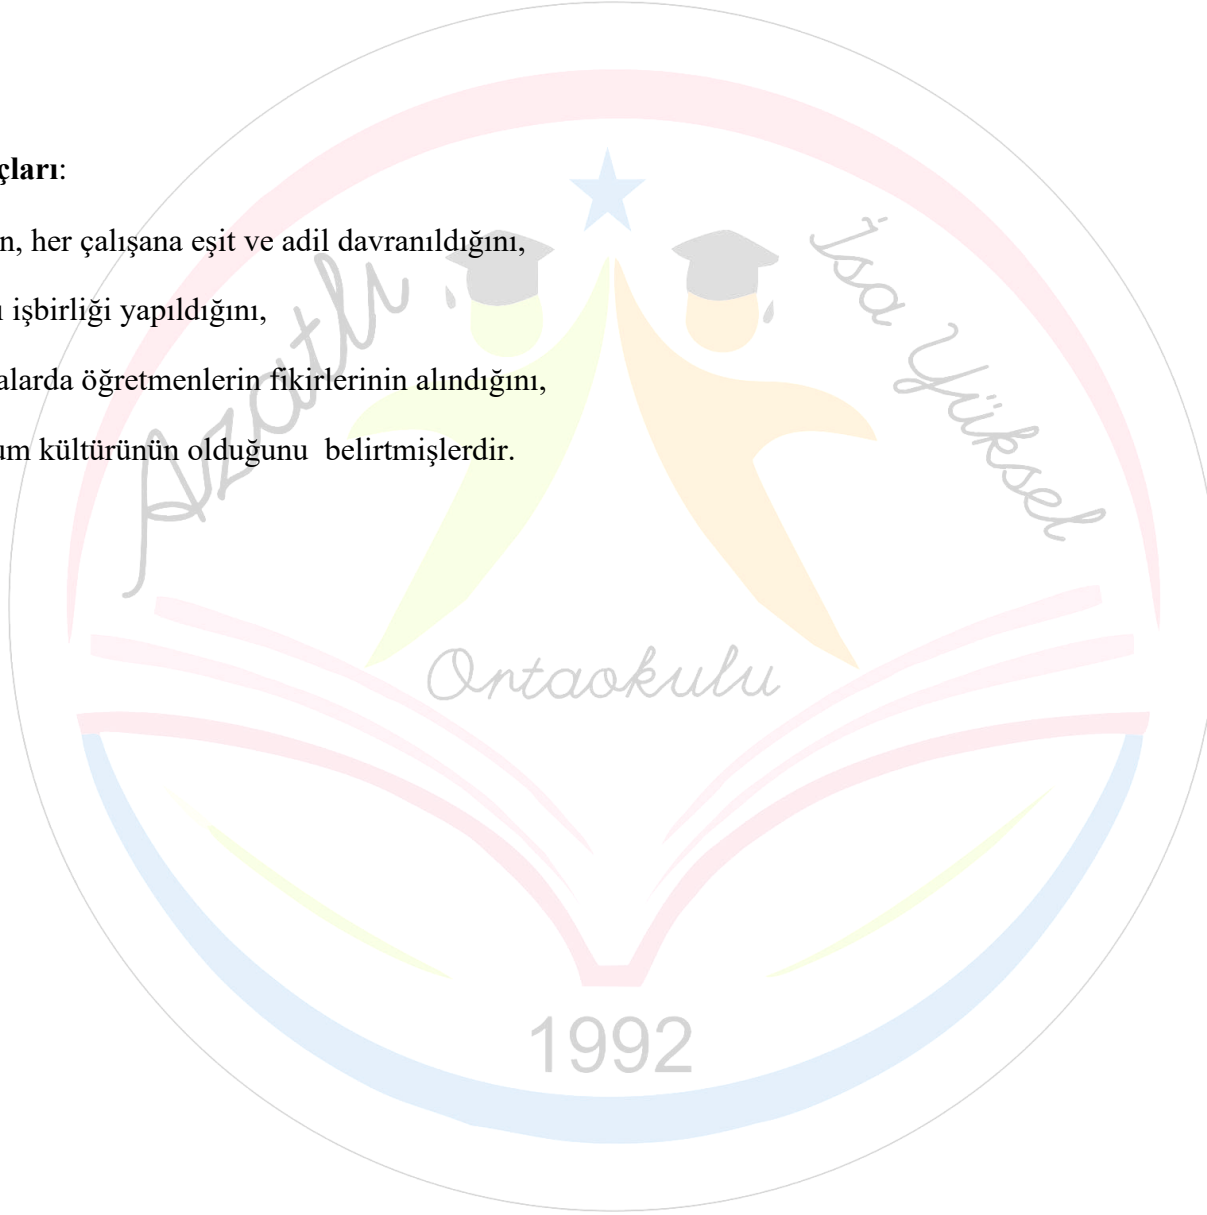 çları:
n, her çalışana eşit ve adil davranıldığını,
ı işbirliği yapıldığını,
alarda öğretmenlerin fikirlerinin alındığını,
um kültürünün olduğunu  belirtmişlerdir.
Azatlı
İsa Yüksel
Ortaokulu
1992